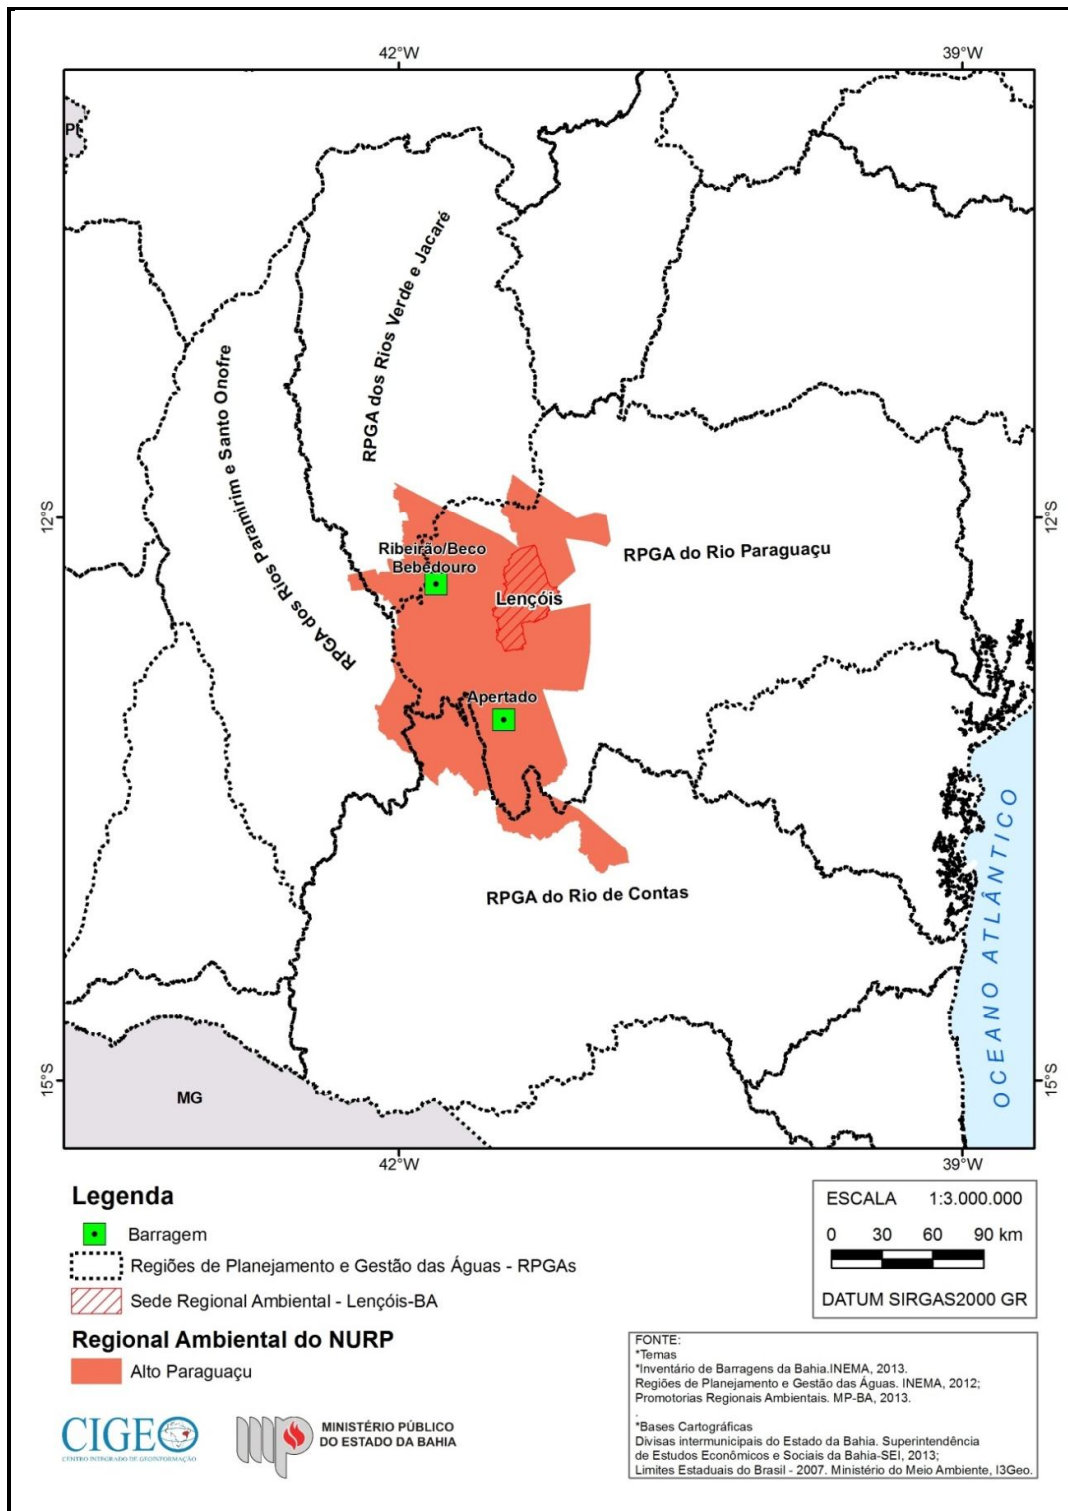 42°W
39°W
PI
RPGA dos Rios Verde e Jacaré
RPGA dos Rios Paramirim e Santo Onofre
12°S
12°S
Ribeirão/Beco
Bebedouro
RPGA do Rio Paraguaçu
Lençóis
Apertado
RPGA do Rio de Contas
OCEANO ATLÂNTICO
15°S
15°S
MG
42°W
39°W
Legenda
Barragem
Regiões de Planejamento e Gestão das Águas - RPGAs
Sede Regional Ambiental - Lençóis-BA
Regional Ambiental do NURP
Alto Paraguaçu
ESCALA 1:3.000.000
0 30 60 90 km
DATUM SIRGAS2000 GR
FONTE:
*Temas
*Inventário de Barragens da Bahia.INEMA, 2013.
Regiões de Planejamento e Gestão das Águas. INEMA, 2012;
Promotorias Regionais Ambientais. MP-BA, 2013.
.
*Bases Cartográficas
Divisas intermunicipais do Estado da Bahia. Superintendência
de Estudos Econômicos e Sociais da Bahia-SEI, 2013;
Limites Estaduais do Brasil - 2007. Ministério do Meio Ambiente, I3Geo.
CIGEO
CENTRO INTEGRADO DE GEOINFORMAÇÃO
mp
MINISTÉRIO PÚBLICO
DO ESTADO DA BAHIA